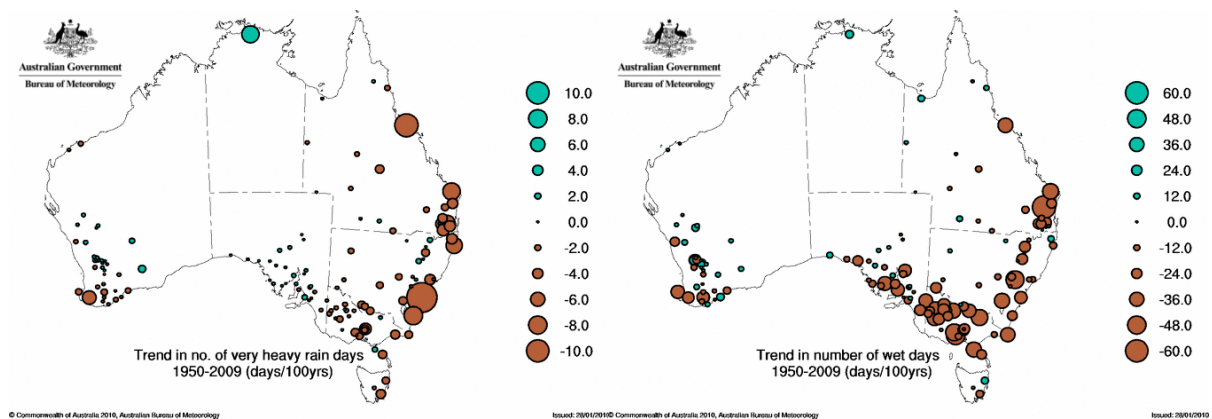 Australian Government
Bureau of Meteorology
10.0
8.0
6.0
4.0
2.0
0.0
-2.0
-4.0
-6.0
-8.0
-10.0
Trend in no. of very heavy rain days
1950-2009 (days/100yrs)
© Commonwealth of Australia 2010, Australian Bureau of Meteorology
Issued: 28/01/2010
Australian Government
Bureau of Meteorology
60.0
48.0
36.0
24.0
12.0
0.0
-12.0
-24.0
-36.0
-48.0
-60.0
Trend in number of wet days
1950-2009 (days/100yrs)
© Commonwealth of Australia 2010, Australian Bureau of Meteorology
Issued: 28/01/2010